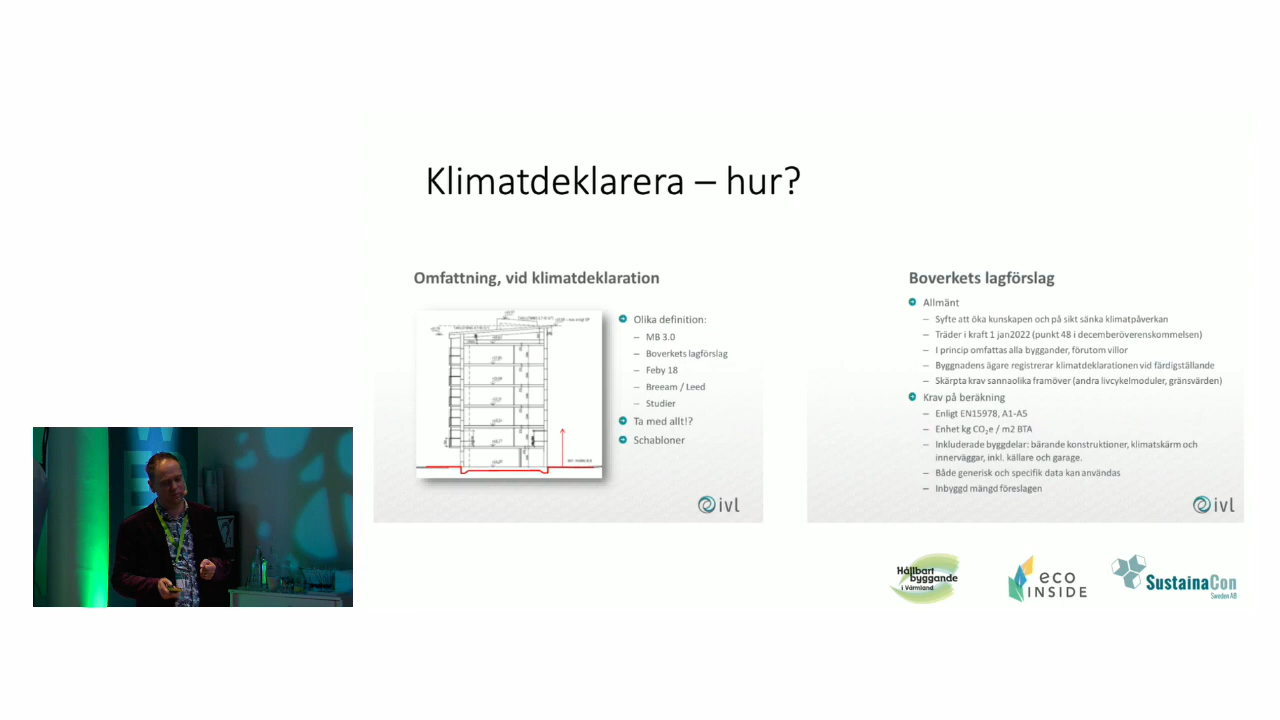 Klimatdeklarera – hur?
Omfattning, vid klimatdeklaration
Olika definition:
– MB 3.0
– Boverkets lagförslag
– Feby 18
– Breeam / Leed
– Studier
Ta med allt!?
Schabloner
ivl
Boverkets lagförslag
Allmänt
– Syfte att öka kunskapen och på sikt sänka klimatpåverkan
– Träder i kraft 1 jan2022 (punkt 48 i decemberöverenskommelsen)
– I princip omfattas alla byggander, förutom villor
– Byggnadens ägare registrerar klimatdeklarationen vid färdigställande
– Skärpta krav sannaolika framöver (andra livcykelmoduler, gränsvärden)
Krav på beräkning
– Enligt EN15978, A1-A5
– Enhet kg CO₂e / m2 BTA
– Inkluderade byggdelar: bärande konstruktioner, klimatskärm och
innerväggar, inkl. källare och garage.
– Både generisk och specifik data kan användas
– Inbyggd mängd föreslagen
ivl
Hållbart
byggande
i Värmland
eco
INSIDE
SustainaCon
Sweden AB